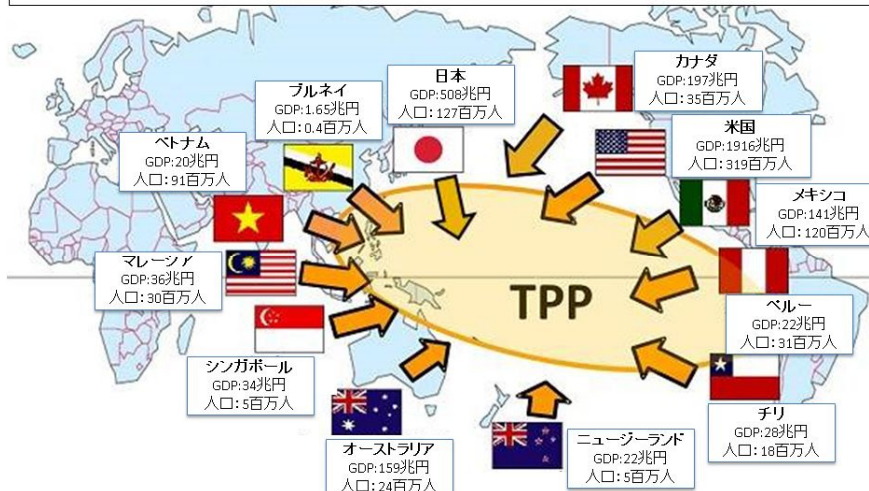 カナダ
GDP:197兆円
人口:35百万人
日本
GDP:508兆円
人口:127百万人
ブルネイ
GDP:1.65兆円
人口:0.4百万人
米国
GDP:1916兆円
人口:319百万人
ベトナム
GDP:20兆円
人口:91百万人
メキシコ
GDP:141兆円
人口:120百万人
マレーシア
GDP:36兆円
人口:30百万人
TPP
ペルー
GDP:22兆円
人口:31百万人
シンガポール
GDP:34兆円
人口:5百万人
チリ
GDP:28兆円
人口:18百万人
オーストラリア
GDP:159兆円
人口:24百万人
ニュージーランド
GDP:22兆円
人口:5百万人